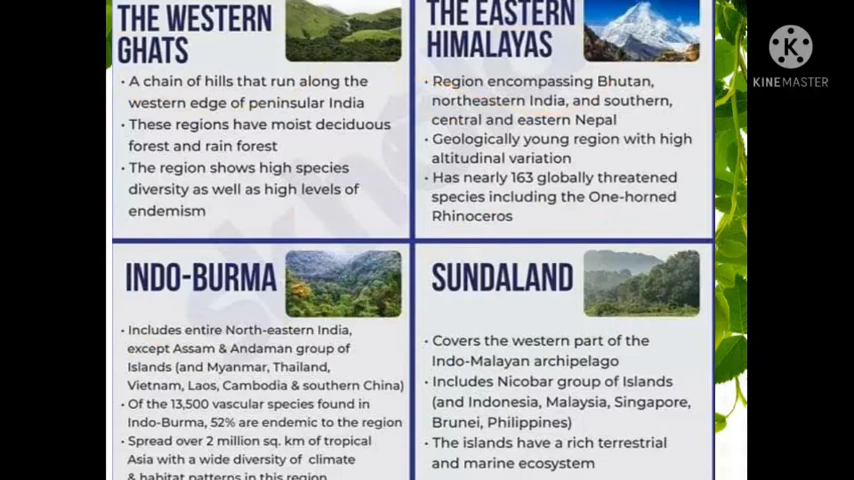 THE WESTERN
GHATS
• A chain of hills that run along the
western edge of peninsular India
• These regions have moist deciduous
forest and rain forest
• The region shows high species
diversity as well as high levels of
endemism
THE EASTERN
HIMALAYAS
• Region encompassing Bhutan,
northeastern India, and southern,
central and eastern Nepal
• Geologically young region with high
altitudinal variation
• Has nearly 163 globally threatened
species including the One-horned
Rhinoceros
INDO-BURMA
• Includes entire North-eastern India,
except Assam & Andaman group of
Islands (and Myanmar, Thailand,
Vietnam, Laos, Cambodia & southern China)
• Of the 13,500 vascular species found in
Indo-Burma, 52% are endemic to the region
• Spread over 2 million sq. km of tropical
Asia with a wide diversity of climate
& habitat patterns in this region
SUNDALAND
• Covers the western part of the
Indo-Malayan archipelago
• Includes Nicobar group of Islands
(and Indonesia, Malaysia, Singapore,
Brunei, Philippines)
• The islands have a rich terrestrial
and marine ecosystem
K
KINEMASTER